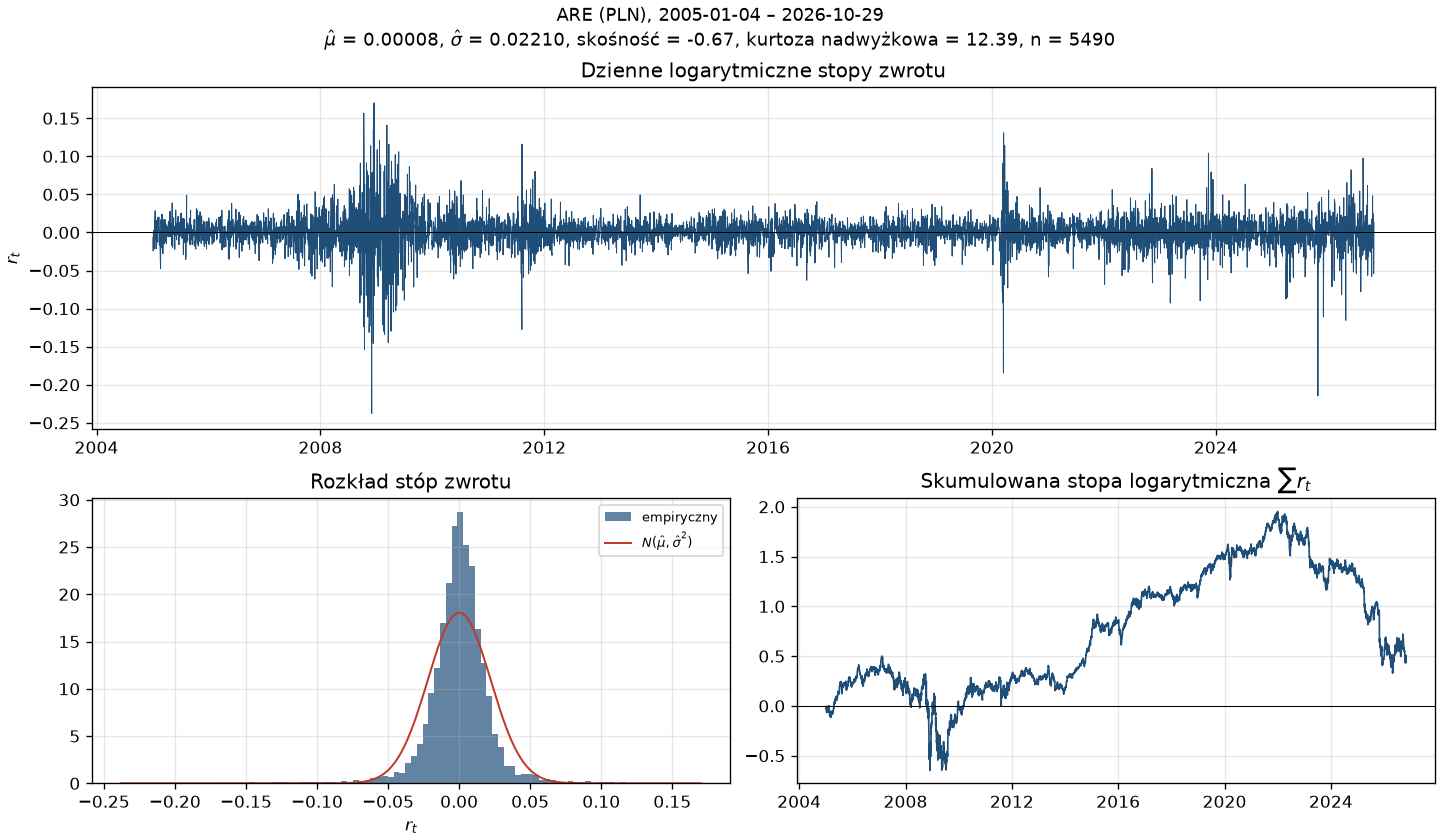 ARE (PLN), 2005-01-04 – 2026-10-29
μ̂ = 0.00008, σ̂ = 0.02210, skośność = -0.67, kurtoza nadwyżkowa = 12.39, n = 5490
Dzienne logarytmiczne stopy zwrotu
0.15
0.10
0.05
0.00
−0.05
−0.10
−0.15
−0.20
−0.25
r_t
2004 2008 2012 2016 2020 2024
Rozkład stóp zwrotu
30
25
20
15
10
5
0
empiryczny
N(μ̂, σ̂²)
−0.25 −0.20 −0.15 −0.10 −0.05 0.00 0.05 0.10 0.15
r_t
Skumulowana stopa logarytmiczna ∑r_t
2.0
1.5
1.0
0.5
0.0
−0.5
2004 2008 2012 2016 2020 2024